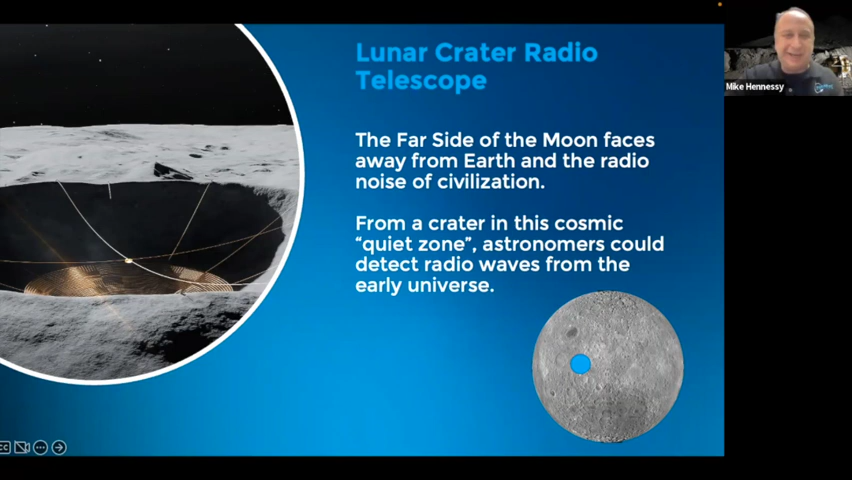 Lunar Crater Radio
Telescope
The Far Side of the Moon faces
away from Earth and the radio
noise of civilization.
From a crater in this cosmic
“quiet zone”, astronomers could
detect radio waves from the
early universe.
Mike Hennessy
CC